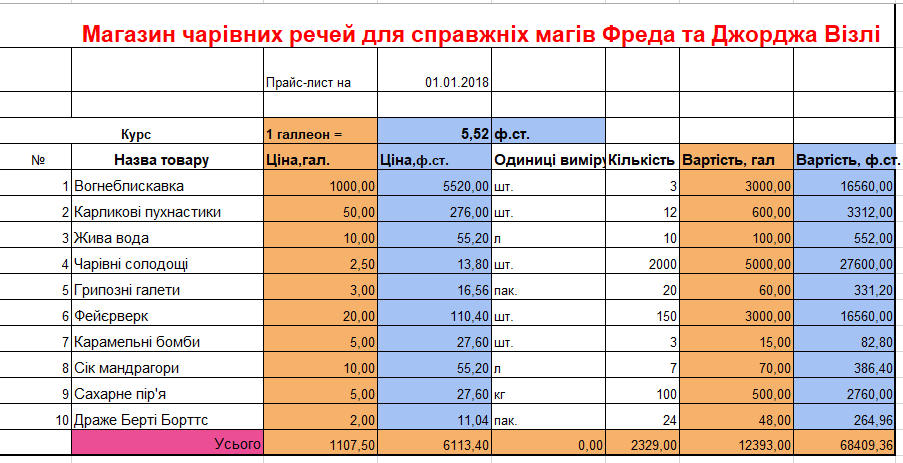 Магазин чарівних речей для справжніх магів Фреда та Джорджа Візлі
Прайс-лист на 01.01.2018
Курс 1 галлеон = 5,52 ф.ст.
№ Назва товару Ціна,гал. Ціна,ф.ст. Одиниці виміру Кількість Вартість, гал Вартість, ф.ст.
1 Вогнеблискавка 1000,00 5520,00 шт. 3 3000,00 16560,00
2 Карликові пухнастики 50,00 276,00 шт. 12 600,00 3312,00
3 Жива вода 10,00 55,20 л 10 100,00 552,00
4 Чарівні солодощі 2,50 13,80 шт. 2000 5000,00 27600,00
5 Грипозні галети 3,00 16,56 пак. 20 60,00 331,20
6 Фейєрверк 20,00 110,40 шт. 150 3000,00 16560,00
7 Карамельні бомби 5,00 27,60 шт. 3 15,00 82,80
8 Сік мандрагори 10,00 55,20 л 7 70,00 386,40
9 Сахарне пір'я 5,00 27,60 кг 100 500,00 2760,00
10 Драже Берті Борттс 2,00 11,04 пак. 24 48,00 264,96
Усього 1107,50 6113,40 0,00 2329,00 12393,00 68409,36